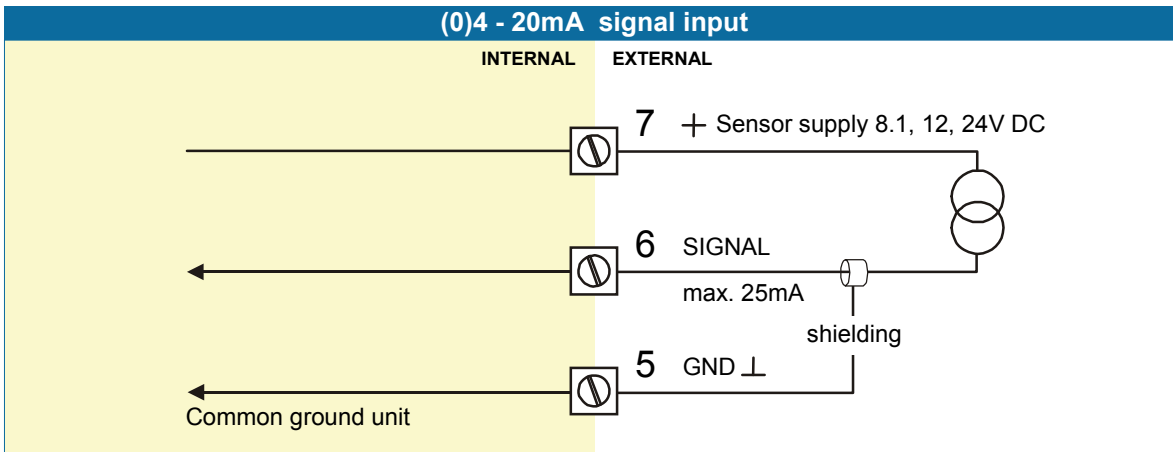 (0)4 - 20mA signal input
INTERNAL EXTERNAL
7 + Sensor supply 8.1, 12, 24V DC
6 SIGNAL
max. 25mA
shielding
5 GND ⊥
Common ground unit